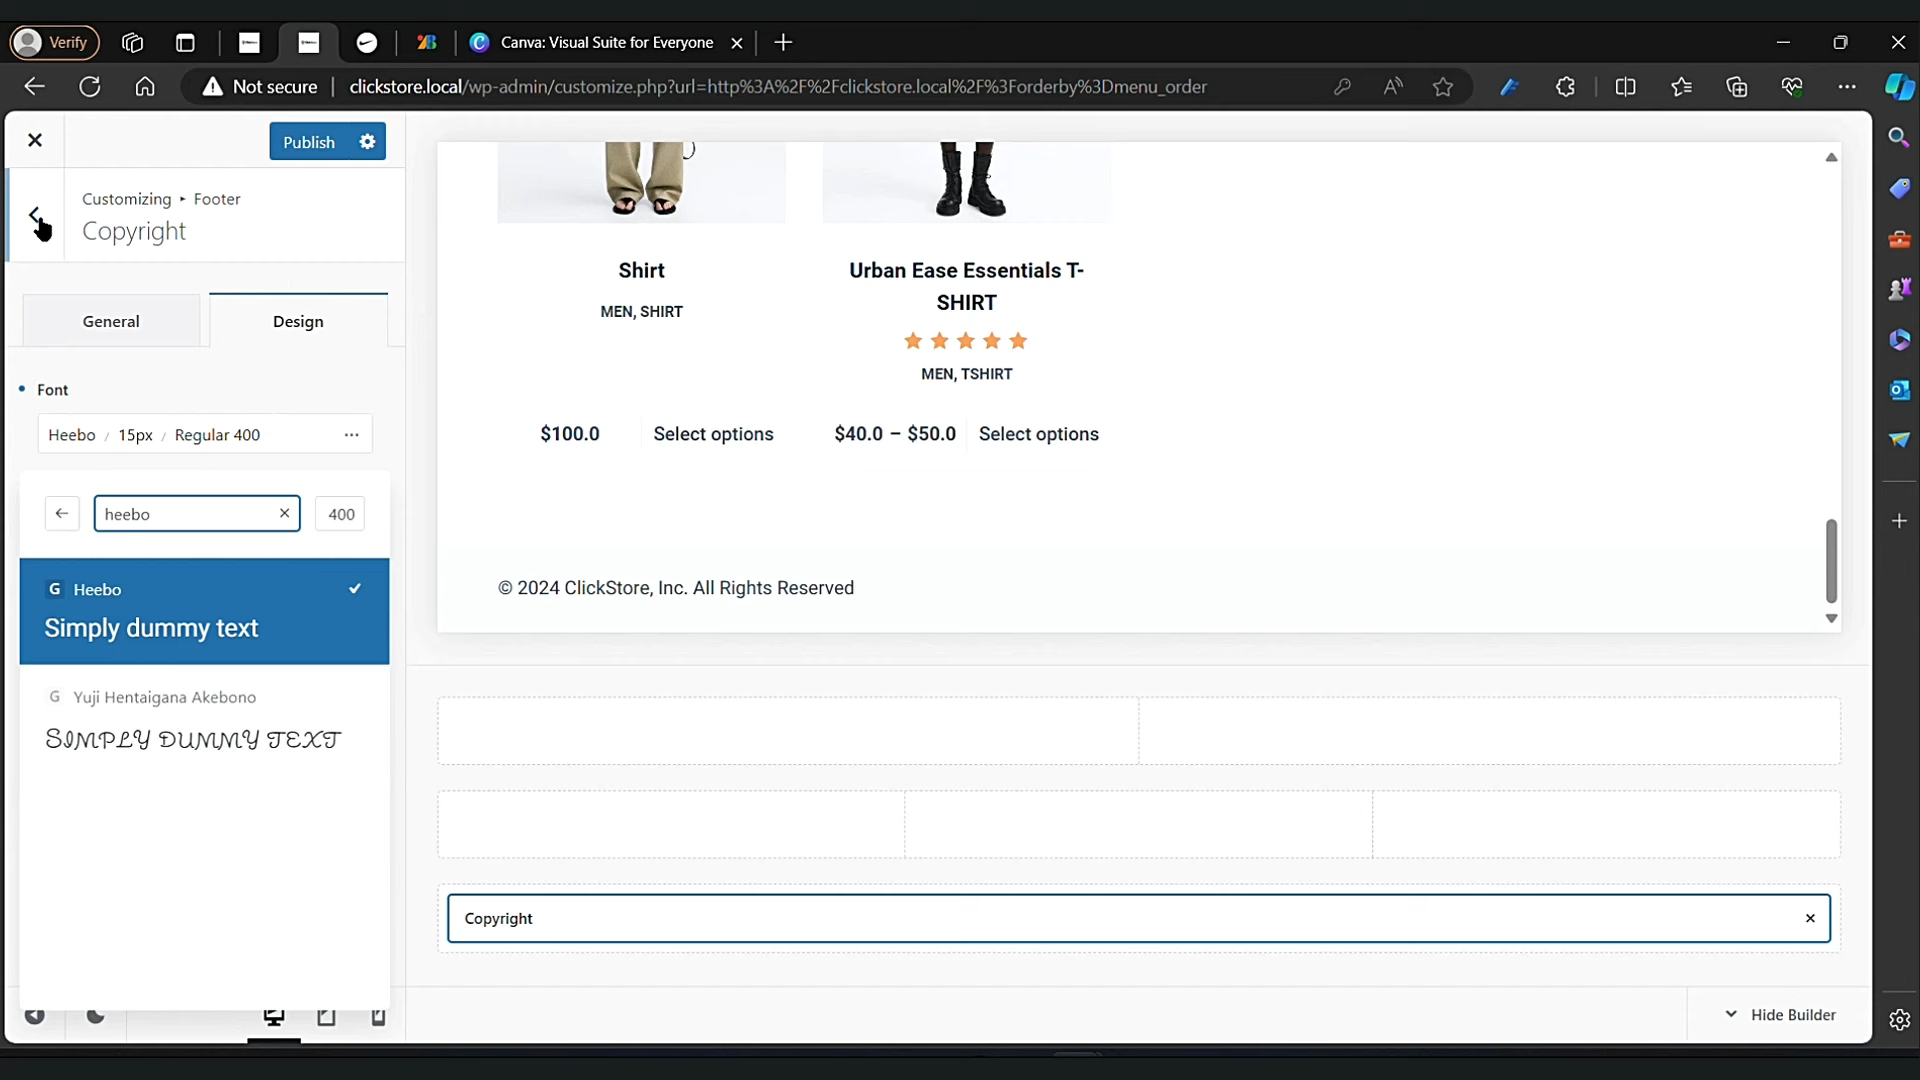 Verify
Canva: Visual Suite for Everyone
Not secure
clickstore.local/wp-admin/customize.php?url=http%3A%2F%2Fclickstore.local%2F%3Forderby%3Dmenu_order
Publish
Customizing ▸ Footer
Copyright
General
Design
Font
Heebo / 15px / Regular 400
heebo
400
G Heebo
Simply dummy text
G Yuji Hentaigana Akebono
SIMPLY DUMMY TEXT
Shirt
MEN, SHIRT
$100.0
Select options
Urban Ease Essentials T-
SHIRT
MEN, TSHIRT
$40.0 – $50.0
Select options
© 2024 ClickStore, Inc. All Rights Reserved
Copyright
Hide Builder